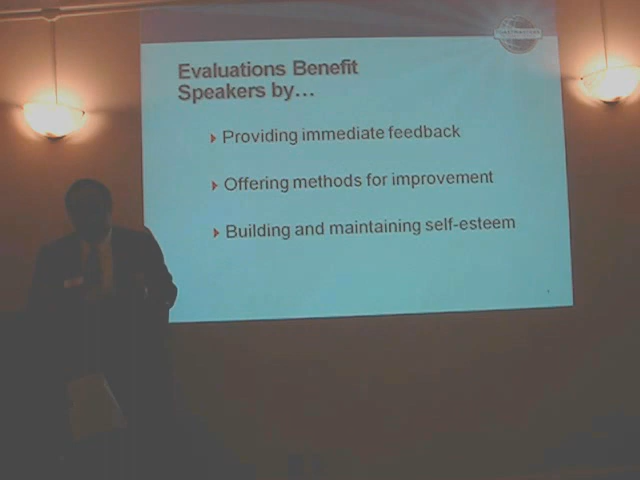 Evaluations Benefit
Speakers by...
Providing immediate feedback
Offering methods for improvement
Building and maintaining self-esteem